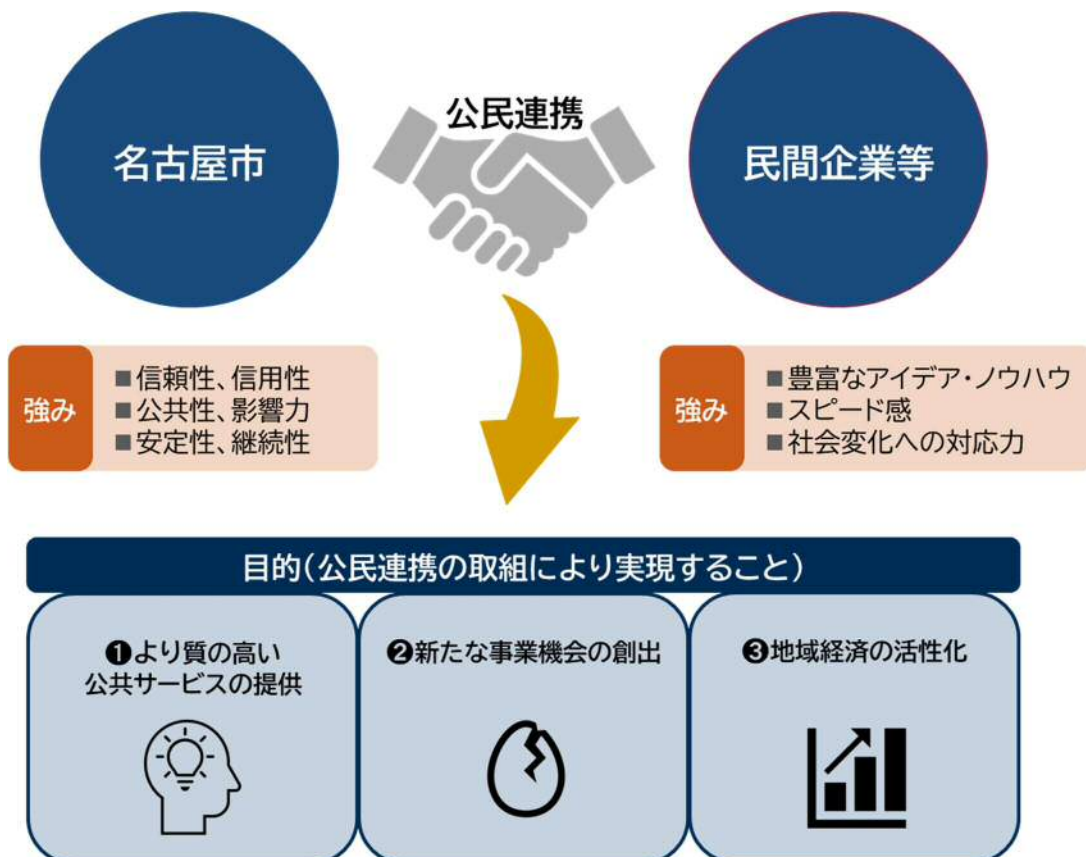 公民連携
名古屋市
民間企業等
強み
■信頼性、信用性
■公共性、影響力
■安定性、継続性
強み
■豊富なアイデア・ノウハウ
■スピード感
■社会変化への対応力
目的(公民連携の取組により実現すること)
❶より質の高い
公共サービスの提供
❷新たな事業機会の創出
❸地域経済の活性化